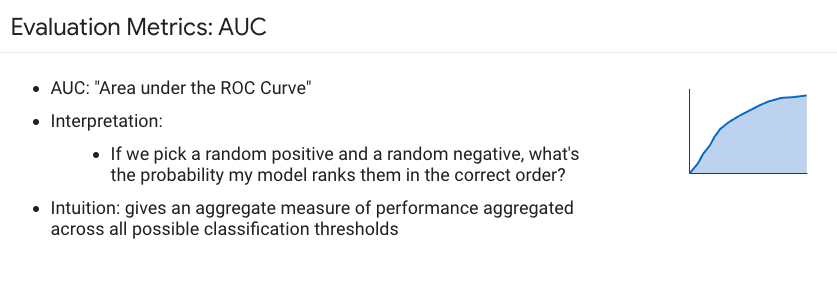 Evaluation Metrics: AUC
• AUC: "Area under the ROC Curve"
• Interpretation:
• If we pick a random positive and a random negative, what's
the probability my model ranks them in the correct order?
• Intuition: gives an aggregate measure of performance aggregated
across all possible classification thresholds